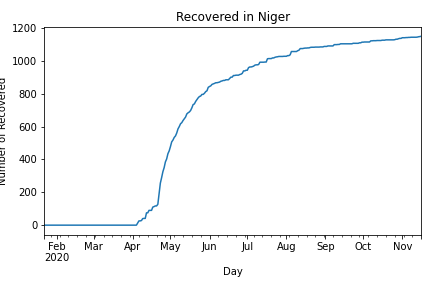 Recovered in Niger
Number of Recovered
1200
1000
800
600
400
200
0
Feb Mar Apr May Jun Jul Aug Sep Oct Nov
2020
Day